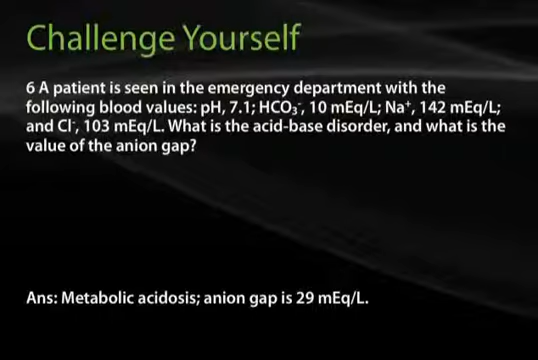 Challenge Yourself
6 A patient is seen in the emergency department with the
following blood values: pH, 7.1; HCO₃⁻, 10 mEq/L; Na⁺, 142 mEq/L;
and Cl⁻, 103 mEq/L. What is the acid-base disorder, and what is the
value of the anion gap?
Ans: Metabolic acidosis; anion gap is 29 mEq/L.